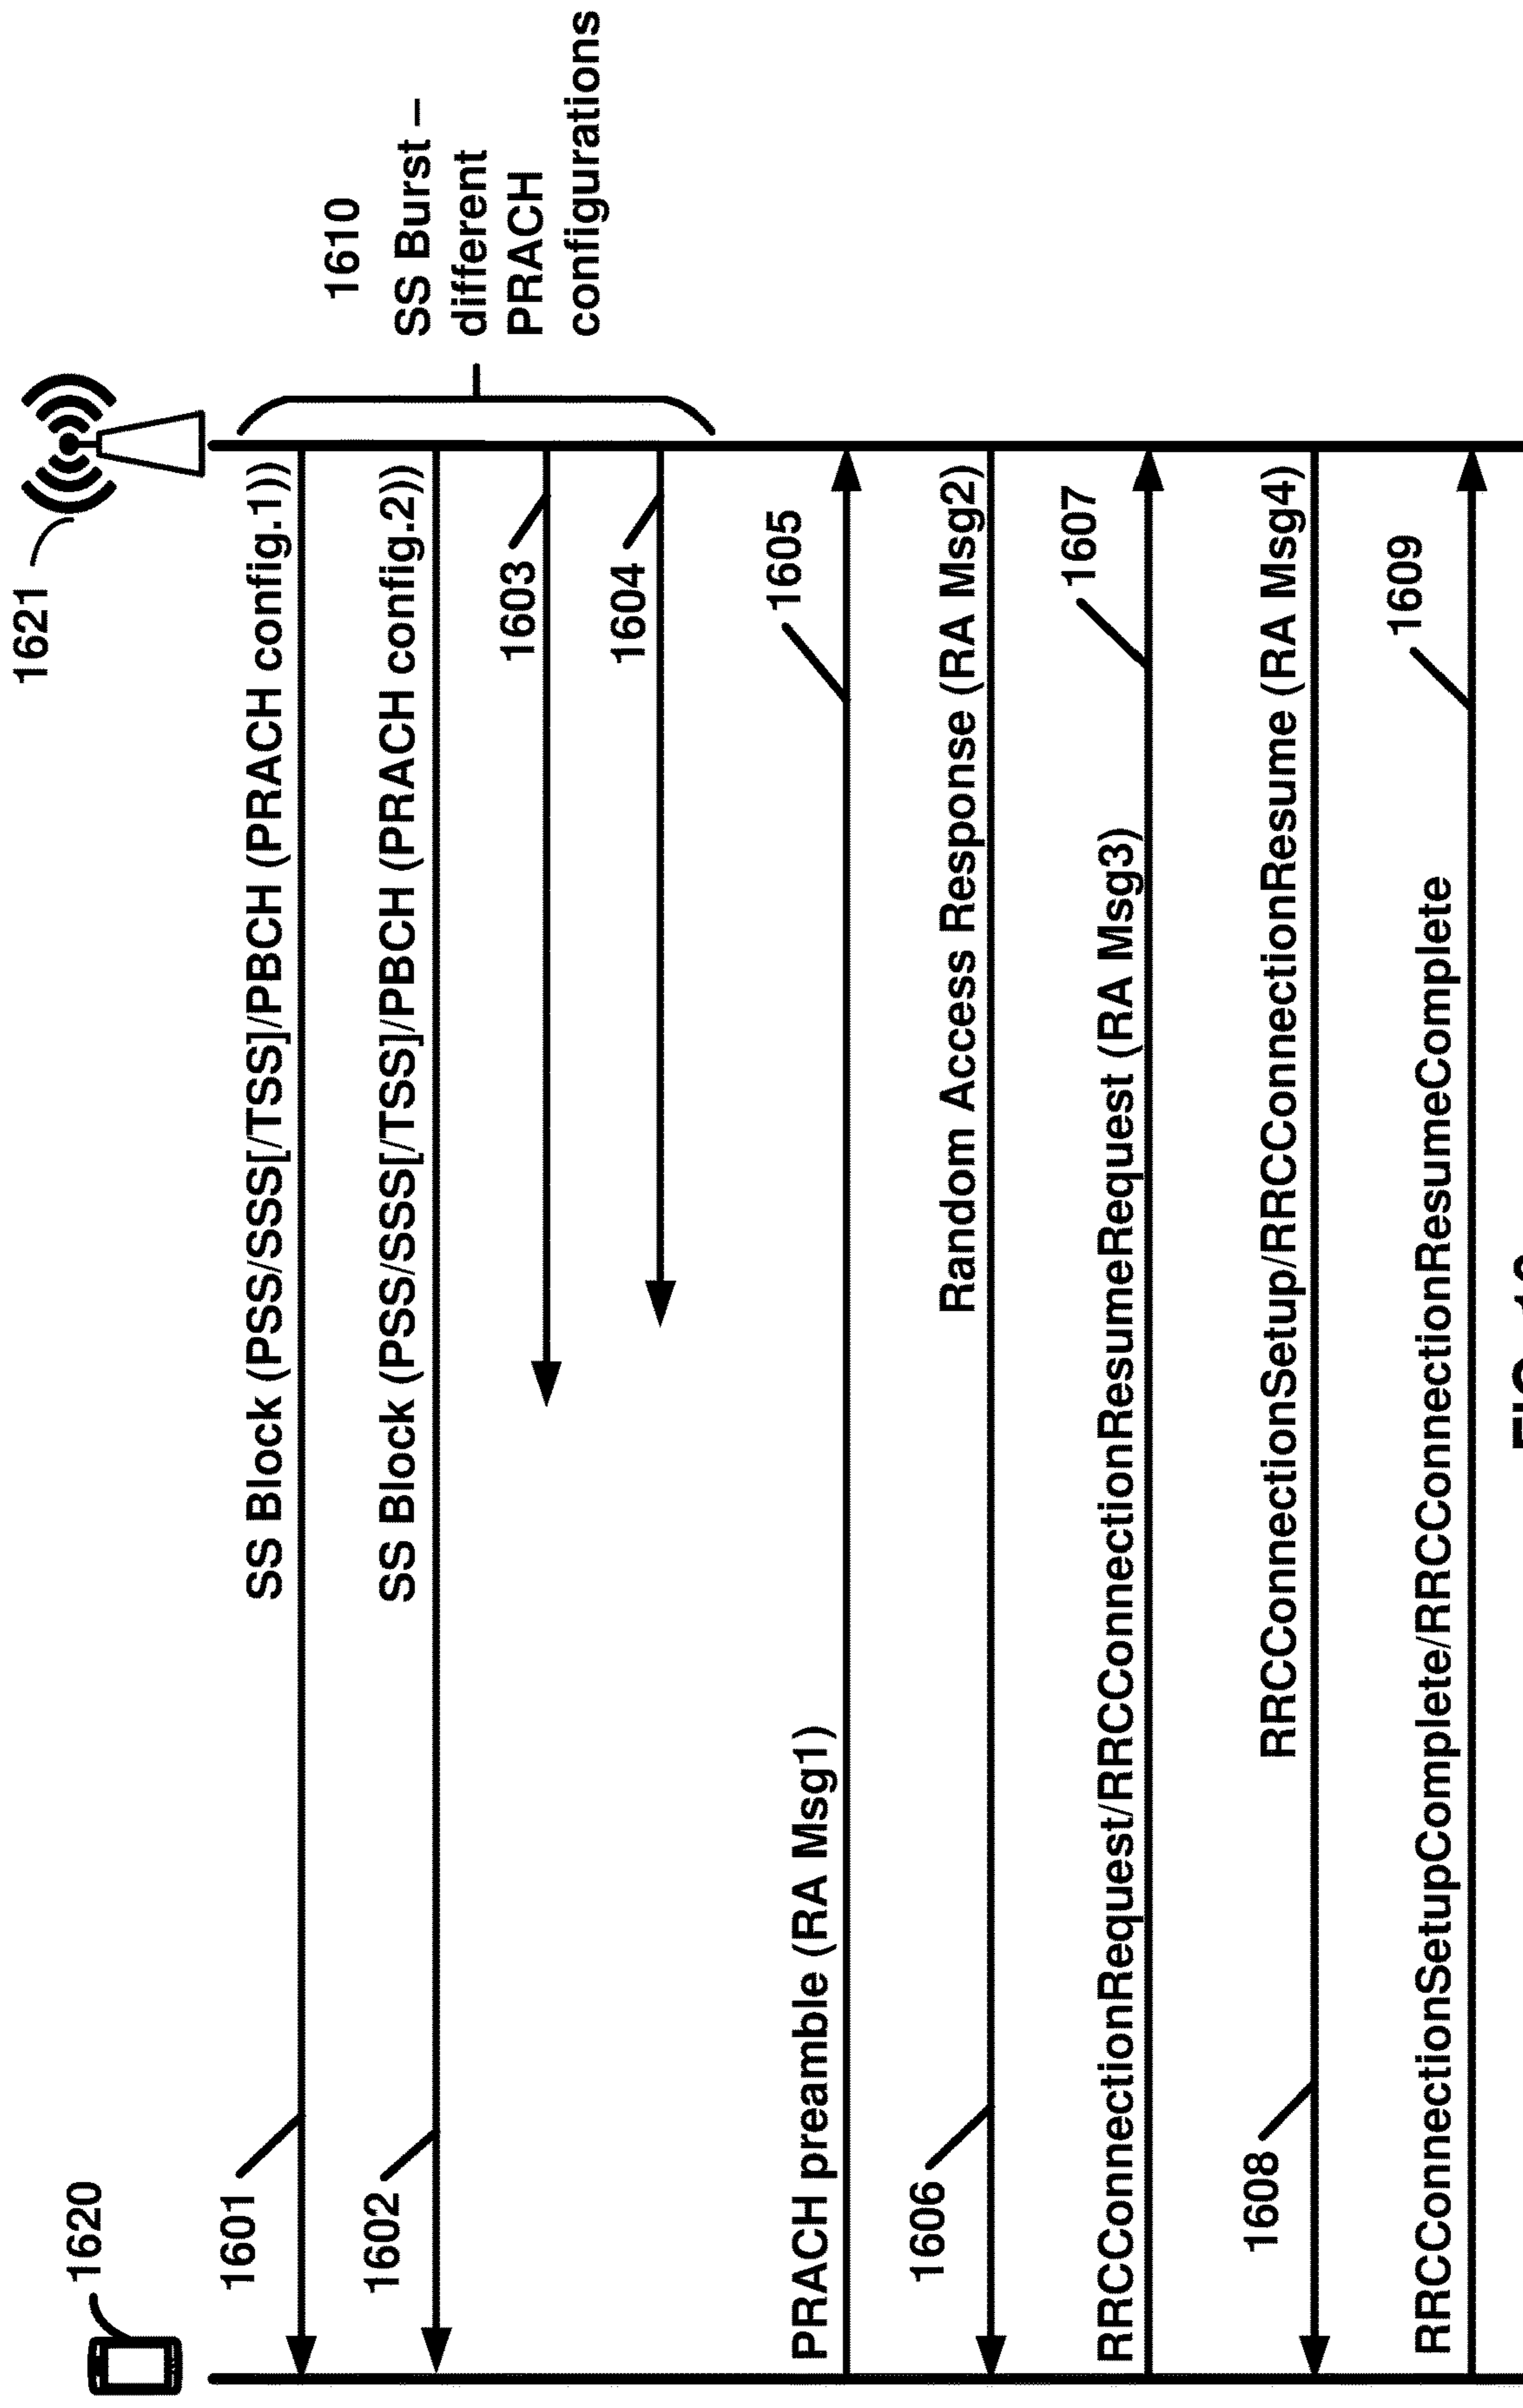 1620
1621
SS Block (PSS/SSS[/TSS]/PBCH (PRACH config.1))
1601
1610
SS Burst –
different
PRACH
configurations
SS Block (PSS/SSS[/TSS]/PBCH (PRACH config.2))
1602
1603
1604
PRACH preamble (RA Msg1)
1605
Random Access Response (RA Msg2)
1606
RRCConnectionRequest/RRCConnectionResumeRequest (RA Msg3)
1607
RRCConnectionSetup/RRCConnectionResume (RA Msg4)
1608
RRCConnectionSetupComplete/RRCConnectionResumeComplete
1609